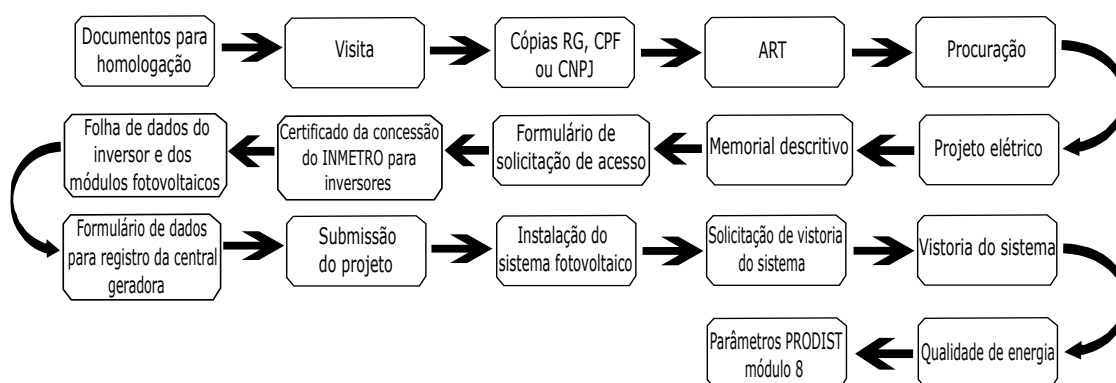 Documentos para
homologação
Visita
Cópias RG, CPF
ou CNPJ
ART
Procuração
Projeto elétrico
Memorial descritivo
Formulário de
solicitação de acesso
Certificado da concessão
do INMETRO para
inversores
Folha de dados do
inversor e dos
módulos fotovoltaicos
Formulário de dados
para registro da central
geradora
Submissão
do projeto
Instalação do
sistema fotovoltaico
Solicitação de vistoria
do sistema
Vistoria do sistema
Qualidade de energia
Parâmetros PRODIST
módulo 8